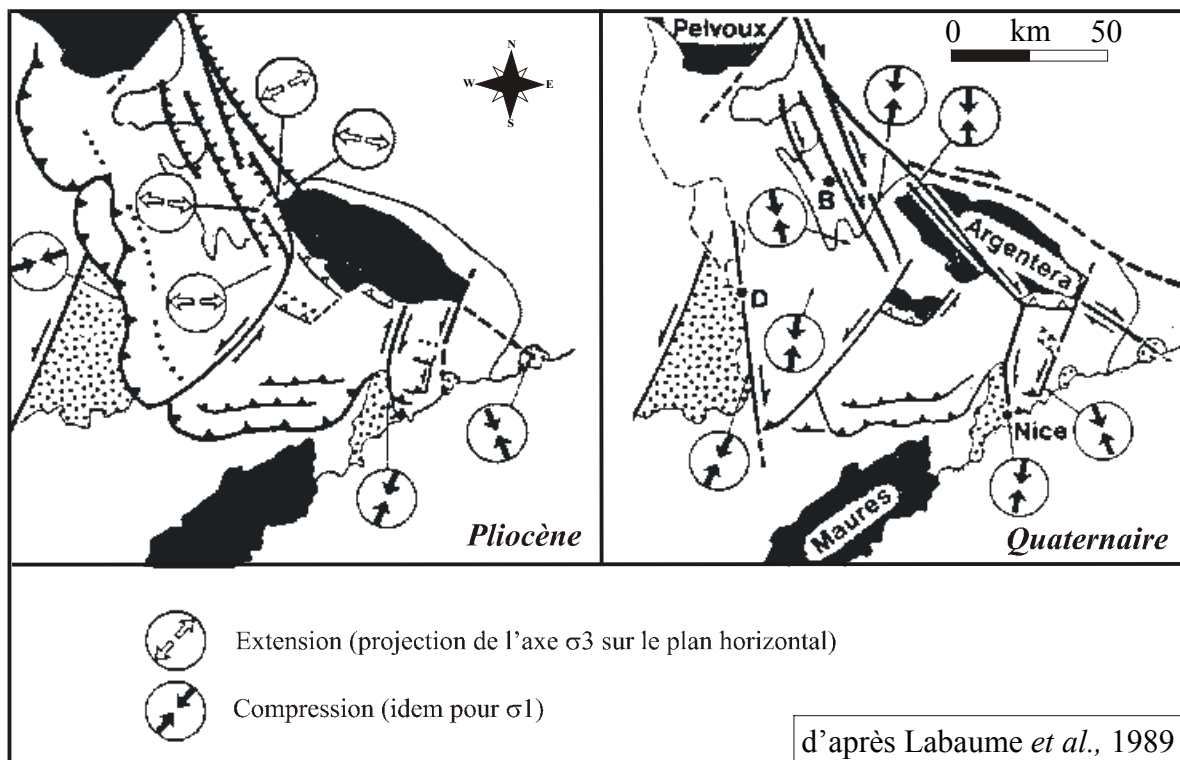 N
W E
S
Pliocène
Pelvoux
0 km 50
B
Argentera
D
Nice
Maures
Quaternaire
Extension (projection de l’axe σ3 sur le plan horizontal)
Compression (idem pour σ1)
d’après Labaume et al., 1989